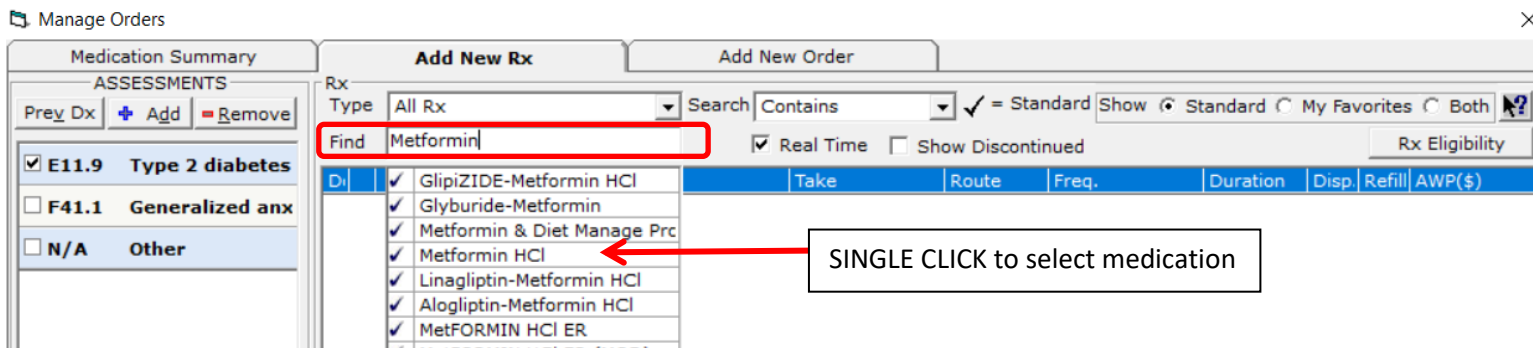 Manage Orders
Medication Summary
Add New Rx
Add New Order
ASSESSMENTS
Prev Dx
Add
Remove
E11.9 Type 2 diabetes
F41.1 Generalized anx
N/A Other
Rx
Type All Rx
Search Contains
✓ = Standard
Show Standard My Favorites Both
Find Metformin
Real Time
Show Discontinued
Rx Eligibility
Take Route Freq. Duration Disp. Refill AWP($)
✓ GlipiZIDE-Metformin HCl
✓ Glyburide-Metformin
✓ Metformin & Diet Manage Prc
✓ Metformin HCl
✓ Linagliptin-Metformin HCl
✓ Alogliptin-Metformin HCl
✓ MetFORMIN HCl ER
SINGLE CLICK to select medication